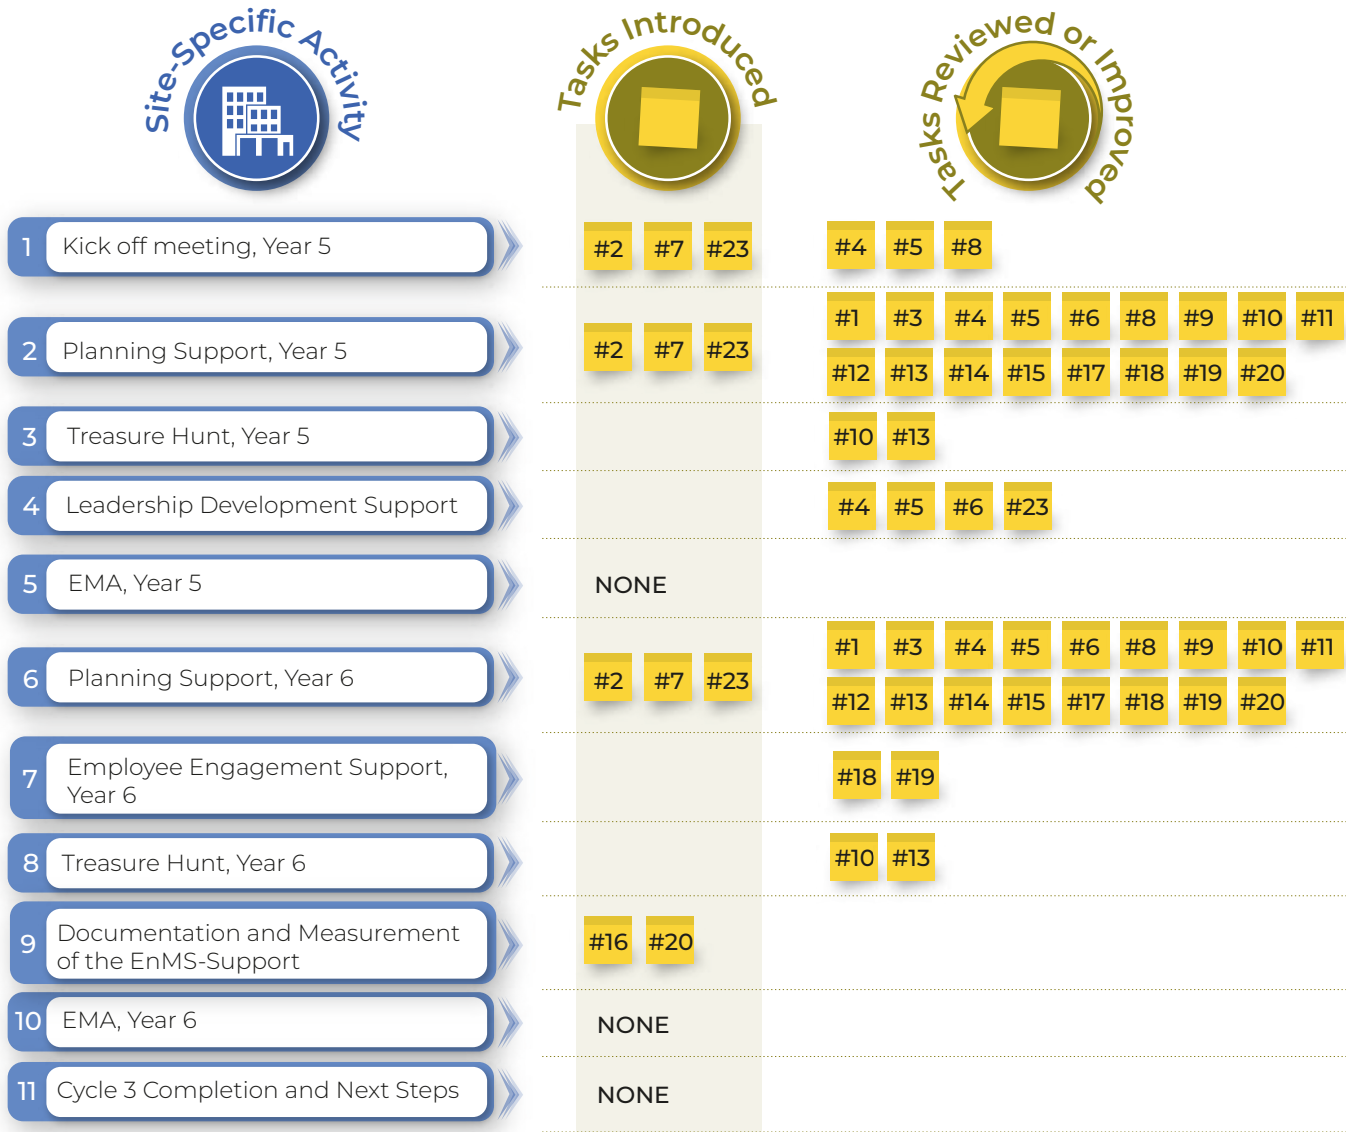 Site-Specific Activity
Tasks Introduced
Tasks Reviewed or Improved
1 Kick off meeting, Year 5
#2 #7 #23
#4 #5 #8
2 Planning Support, Year 5
#2 #7 #23
#1 #3 #4 #5 #6 #8 #9 #10 #11
#12 #13 #14 #15 #17 #18 #19 #20
3 Treasure Hunt, Year 5
#10 #13
4 Leadership Development Support
#4 #5 #6 #23
5 EMA, Year 5
NONE
6 Planning Support, Year 6
#2 #7 #23
#1 #3 #4 #5 #6 #8 #9 #10 #11
#12 #13 #14 #15 #17 #18 #19 #20
7 Employee Engagement Support,
Year 6
#18 #19
8 Treasure Hunt, Year 6
#10 #13
9 Documentation and Measurement
of the EnMS-Support
#16 #20
10 EMA, Year 6
NONE
11 Cycle 3 Completion and Next Steps
NONE